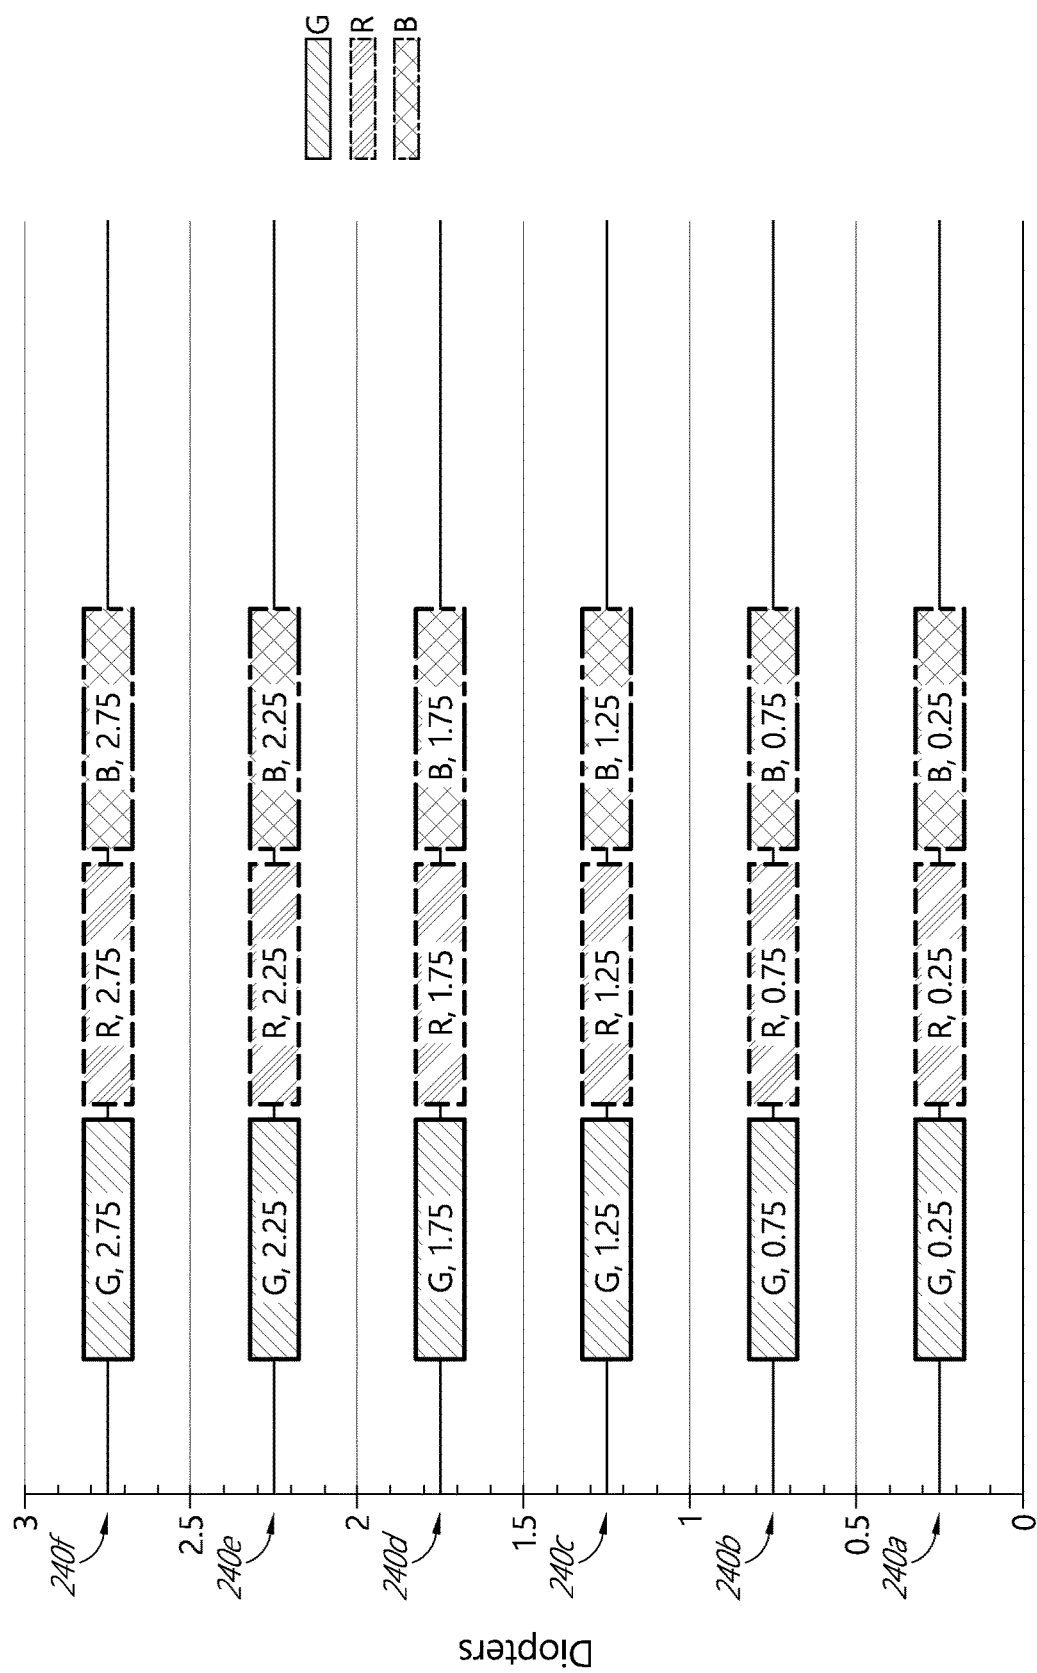 G
R
B
3
2.5
2
1.5
1
0.5
0
Diopters
240f
G, 2.75
R, 2.75
B, 2.75
240e
G, 2.25
R, 2.25
B, 2.25
240d
G, 1.75
R, 1.75
B, 1.75
240c
G, 1.25
R, 1.25
B, 1.25
240b
G, 0.75
R, 0.75
B, 0.75
240a
G, 0.25
R, 0.25
B, 0.25